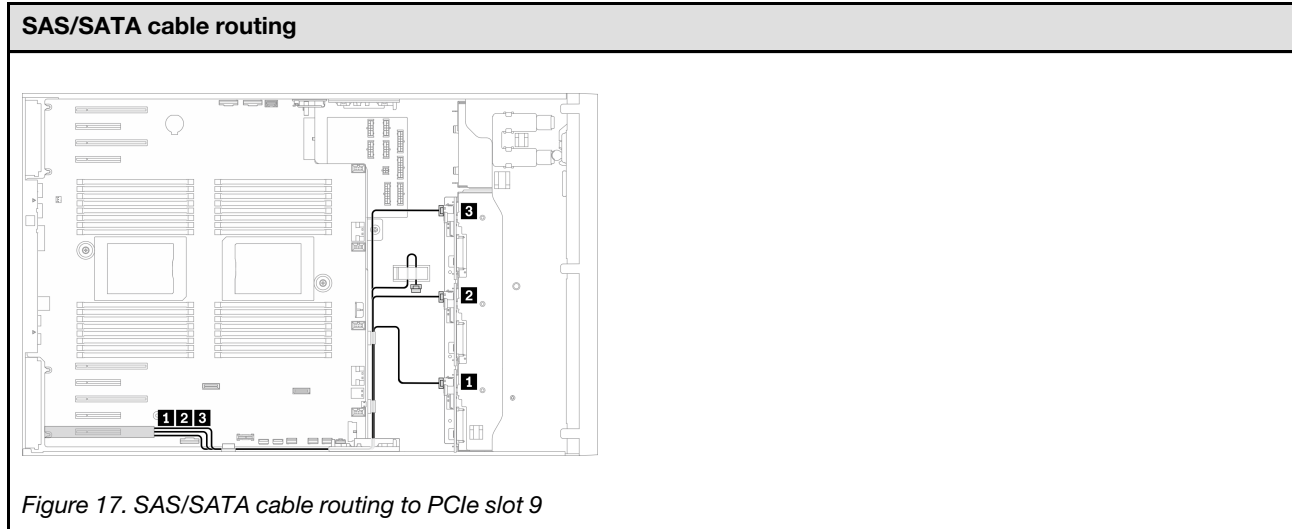 SAS/SATA cable routing
3
2
1
1 2 3
Figure 17. SAS/SATA cable routing to PCIe slot 9